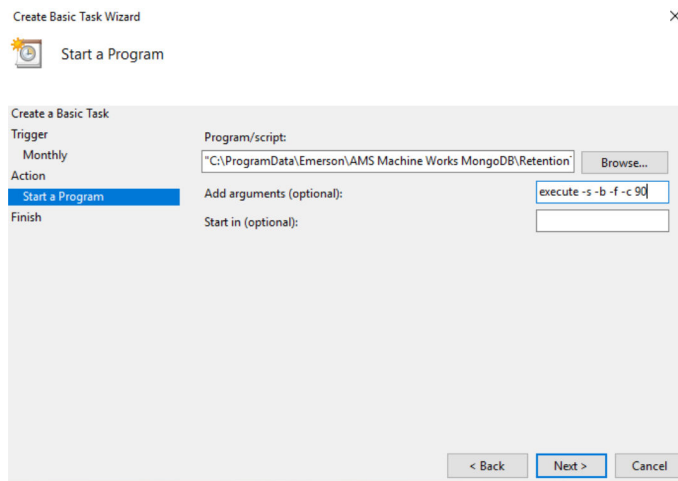 Create Basic Task Wizard
Start a Program
Create a Basic Task
Trigger
Monthly
Action
Start a Program
Finish
Program/script:
"C:\ProgramData\Emerson\AMS Machine Works MongoDB\Retention
Browse...
Add arguments (optional):
execute -s -b -f -c 90
Start in (optional):
< Back
Next >
Cancel